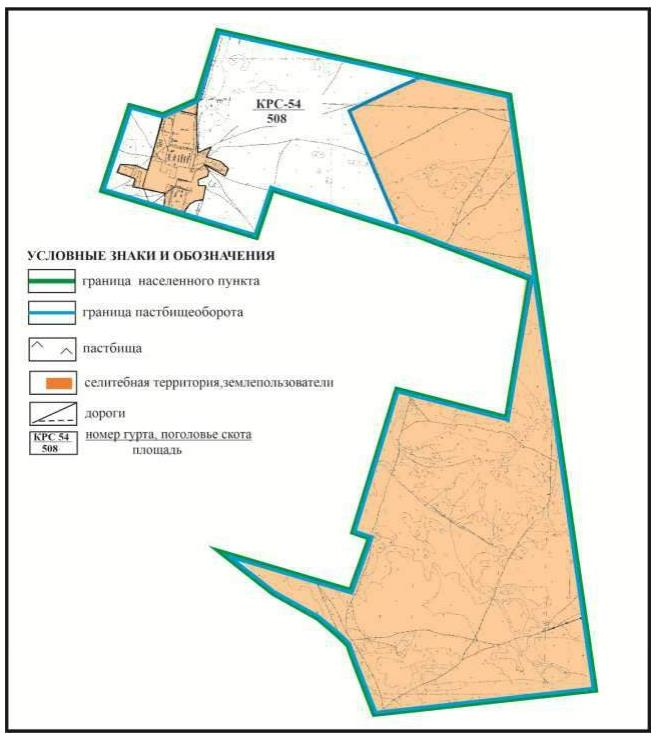 КРС-54
508
УСЛОВНЫЕ ЗНАКИ И ОБОЗНАЧЕНИЯ
граница населенного пункта
граница пастбищеоборота
пастбища
селитебная территория,землепользователи
дороги
КРС 54
508
номер гурта, поголовье скота
площадь